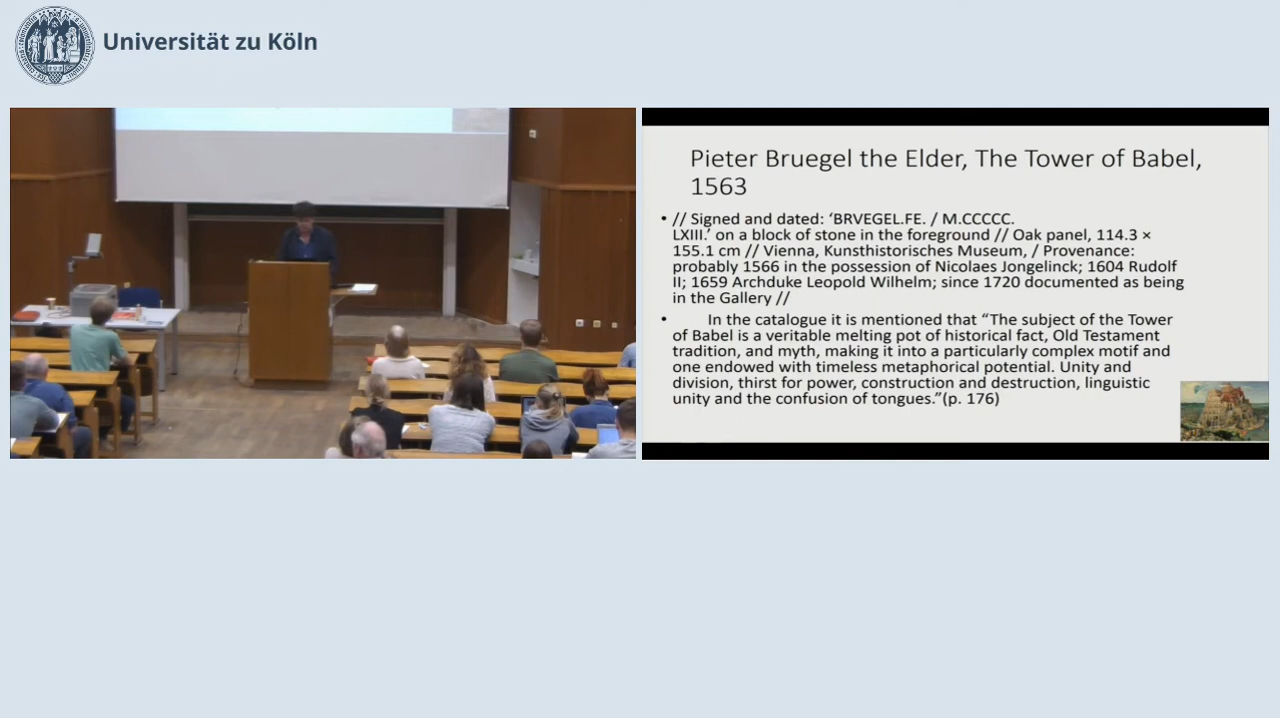 Universität zu Köln
Pieter Bruegel the Elder, The Tower of Babel,
1563
• // Signed and dated: ‘BRVEGEL.FE. / M.CCCCC.
LXIII.’ on a block of stone in the foreground // Oak panel, 114.3 ×
155.1 cm // Vienna, Kunsthistorisches Museum, / Provenance:
probably 1566 in the possession of Nicolaes Jongelinck; 1604 Rudolf
II; 1659 Archduke Leopold Wilhelm; since 1720 documented as being
in the Gallery //
• In the catalogue it is mentioned that “The subject of the Tower
of Babel is a veritable melting pot of historical fact, Old Testament
tradition, and myth, making it into a particularly complex motif and
one endowed with timeless metaphorical potential. Unity and
division, thirst for power, construction and destruction, linguistic
unity and the confusion of tongues.”(p. 176)